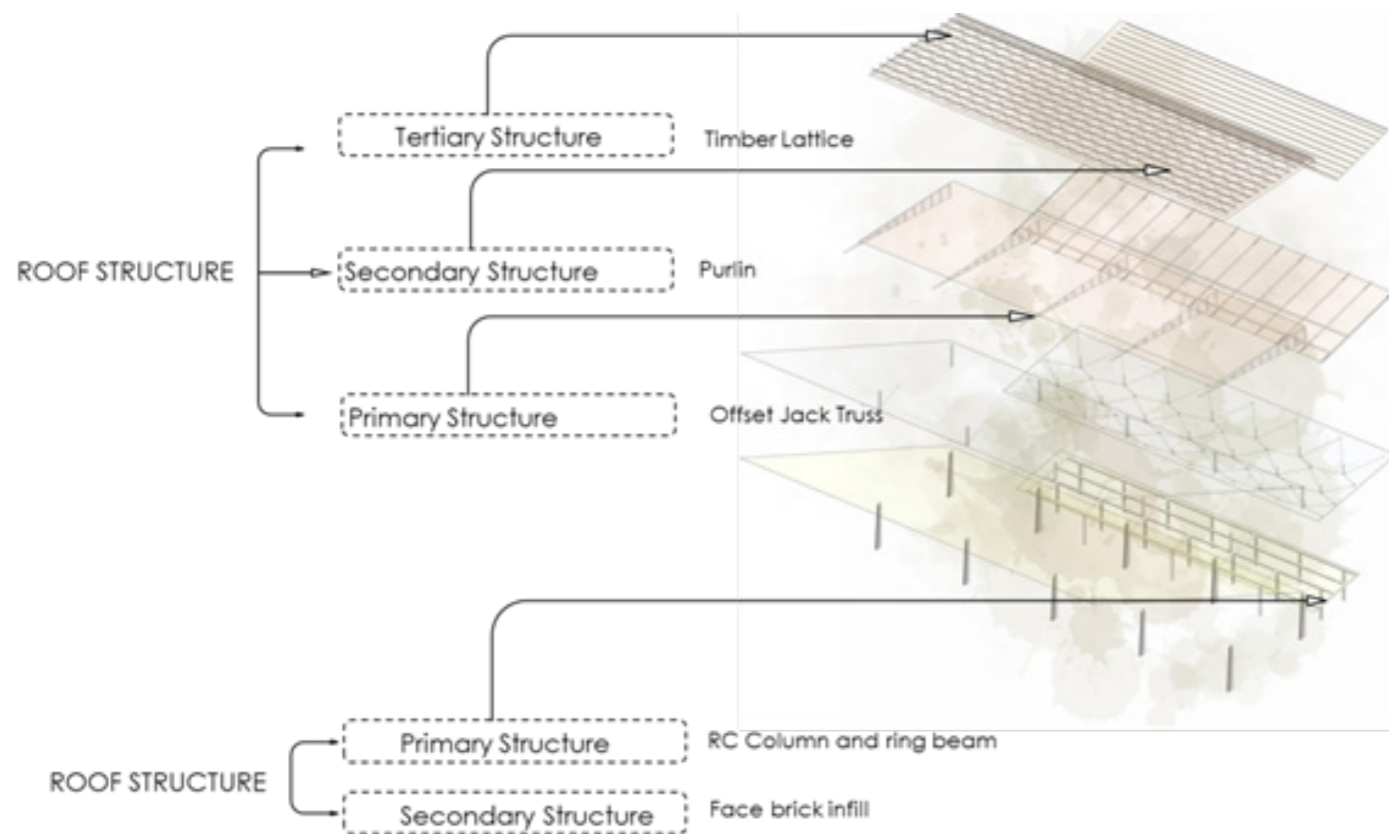 Tertiary Structure
Timber Lattice
ROOF STRUCTURE
Secondary Structure
Purlin
Primary Structure
Offset Jack Truss
Primary Structure
RC Column and ring beam
ROOF STRUCTURE
Secondary Structure
Face brick infill